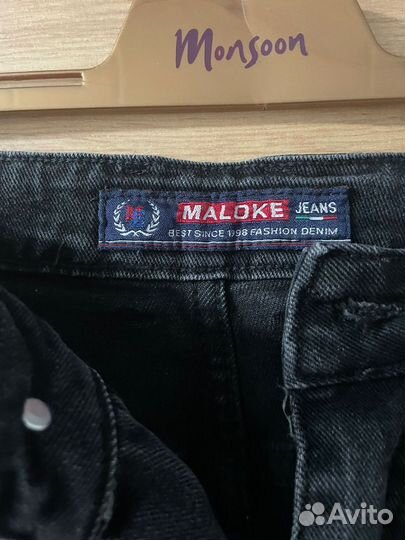 Monsoon
MALOKE JEANS
BEST SINCE 1998 FASHION DENIM
Avito